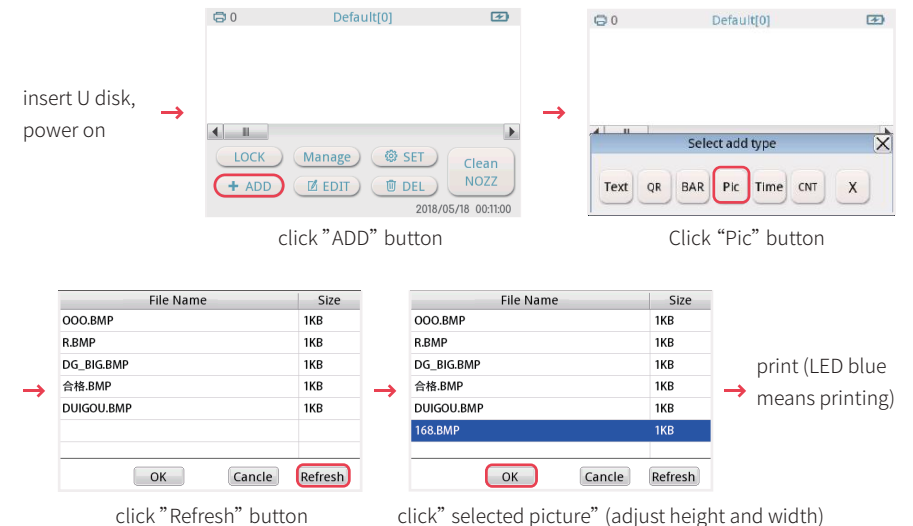 0 Default[0]
0 Default[0]
insert U disk,
power on
→
→
LOCK Manage SET Clean NOZZ
+ ADD EDIT DEL
2018/05/18 00:11:00
Select add type X
Text QR BAR Pic Time CNT X
click ”ADD” button
Click “Pic” button
File Name Size
OOO.BMP 1KB
R.BMP 1KB
DG_BIG.BMP 1KB
合格.BMP 1KB
DUIGOU.BMP 1KB
OK Cancle Refresh
→
→
File Name Size
OOO.BMP 1KB
R.BMP 1KB
DG_BIG.BMP 1KB
合格.BMP 1KB
DUIGOU.BMP 1KB
168.BMP 1KB
OK Cancle Refresh
→
print (LED blue
means printing)
click ”Refresh” button
click” selected picture” (adjust height and width)